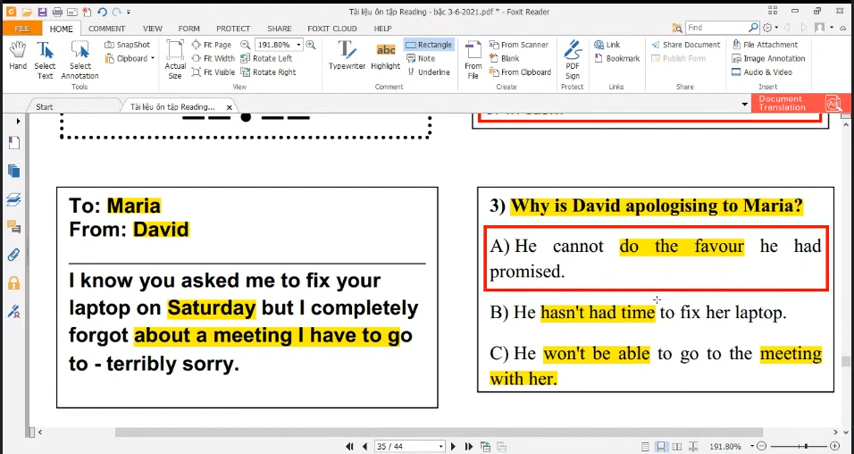 Tài liệu ôn tập Reading - bậc 3-6-2021.pdf * - Foxit Reader
FILE HOME COMMENT VIEW FORM PROTECT SHARE FOXIT CLOUD HELP Find
Hand
Select Text
Select Annotation
SnapShot
Clipboard
Tools
Actual Size
Fit Page
Fit Width
Fit Visible
191.80%
Rotate Left
Rotate Right
View
Typewriter
Highlight
Rectangle
Note
Underline
Comment
From File
From Scanner
Blank
From Clipboard
Create
PDF Sign
Protect
Link
Bookmark
Links
Share Document
Publish Form
Share
File Attachment
Image Annotation
Audio & Video
Insert
Start
Tài liệu ôn tập Reading...
Document Translation
To: Maria
From: David
I know you asked me to fix your
laptop on Saturday but I completely
forgot about a meeting I have to go
to - terribly sorry.
3) Why is David apologising to Maria?
A) He cannot do the favour he had
promised.
B) He hasn't had time to fix her laptop.
C) He won't be able to go to the meeting
with her.
35 / 44
191.80%